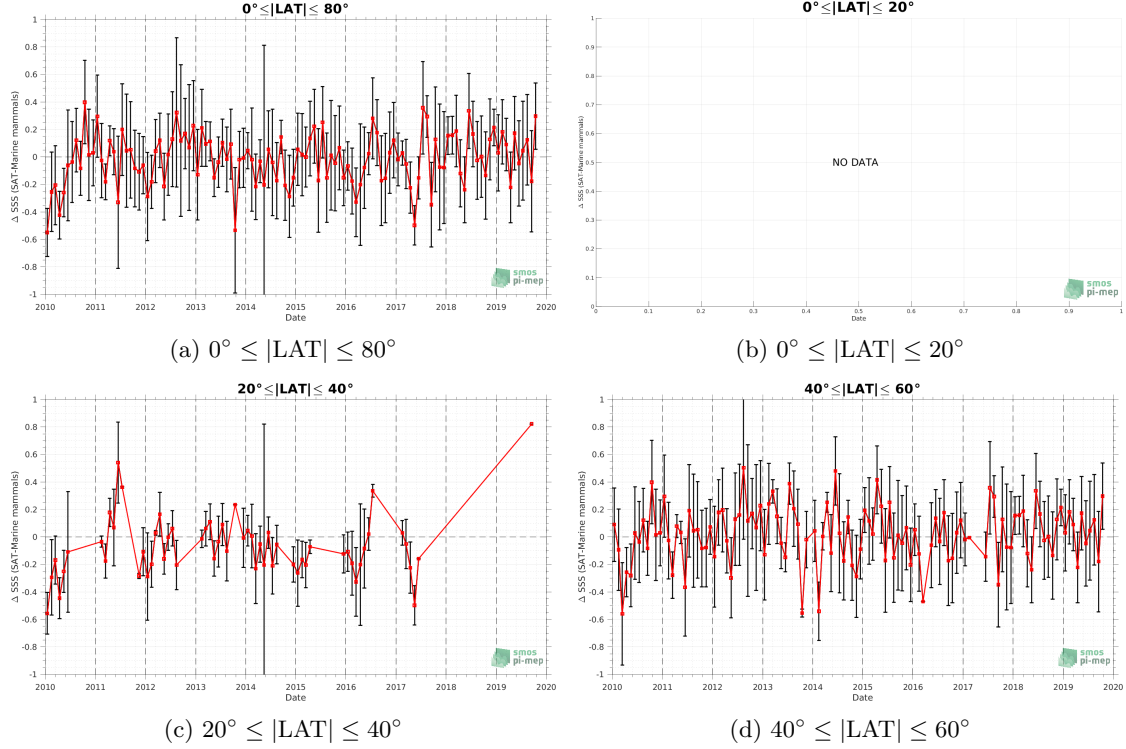 0°≤|LAT|≤ 80°
Δ SSS (SAT-Marine mammals)
1
0.8
0.6
0.4
0.2
0
-0.2
-0.4
-0.6
-0.8
-1
2010 2011 2012 2013 2014 2015 2016 2017 2018 2019 2020
Date
smos
pi-mep
(a) 0° ≤ |LAT| ≤ 80°
0°≤|LAT|≤ 20°
Δ SSS (SAT-Marine mammals)
1
0.9
0.8
0.7
0.6
0.5
0.4
0.3
0.2
0.1
0
NO DATA
0 0.1 0.2 0.3 0.4 0.5 0.6 0.7 0.8 0.9 1
Date
smos
pi-mep
(b) 0° ≤ |LAT| ≤ 20°
20°≤|LAT|≤ 40°
Δ SSS (SAT-Marine mammals)
1
0.8
0.6
0.4
0.2
0
-0.2
-0.4
-0.6
-0.8
-1
2010 2011 2012 2013 2014 2015 2016 2017 2018 2019 2020
Date
smos
pi-mep
(c) 20° ≤ |LAT| ≤ 40°
40°≤|LAT|≤ 60°
Δ SSS (SAT-Marine mammals)
1
0.8
0.6
0.4
0.2
0
-0.2
-0.4
-0.6
-0.8
-1
2010 2011 2012 2013 2014 2015 2016 2017 2018 2019 2020
Date
smos
pi-mep
(d) 40° ≤ |LAT| ≤ 60°